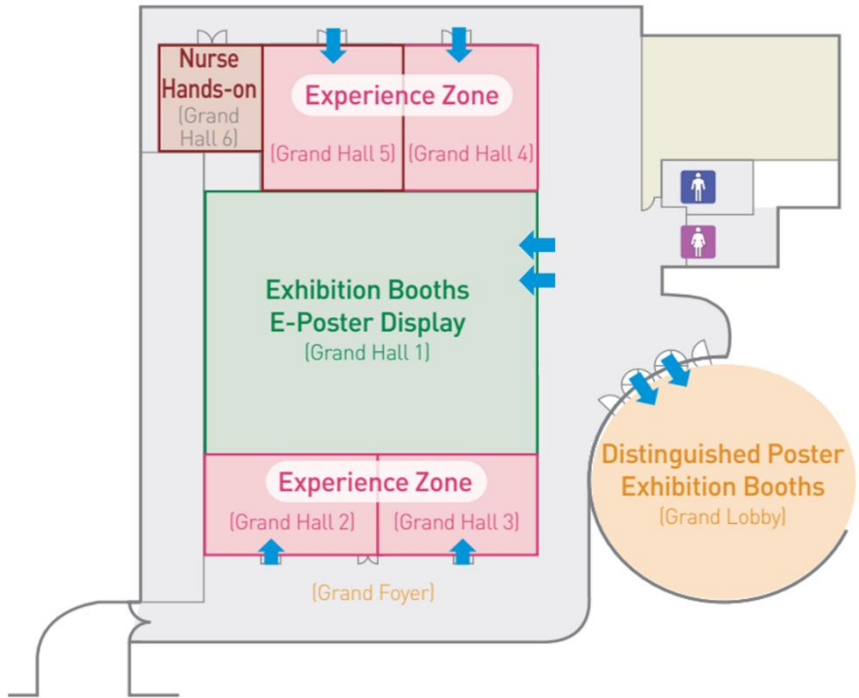 Nurse
Hands-on
(Grand
Hall 6)
Experience Zone
(Grand Hall 5)
(Grand Hall 4)
Exhibition Booths
E-Poster Display
(Grand Hall 1)
Experience Zone
(Grand Hall 2)
(Grand Hall 3)
(Grand Foyer)
Distinguished Poster
Exhibition Booths
(Grand Lobby)